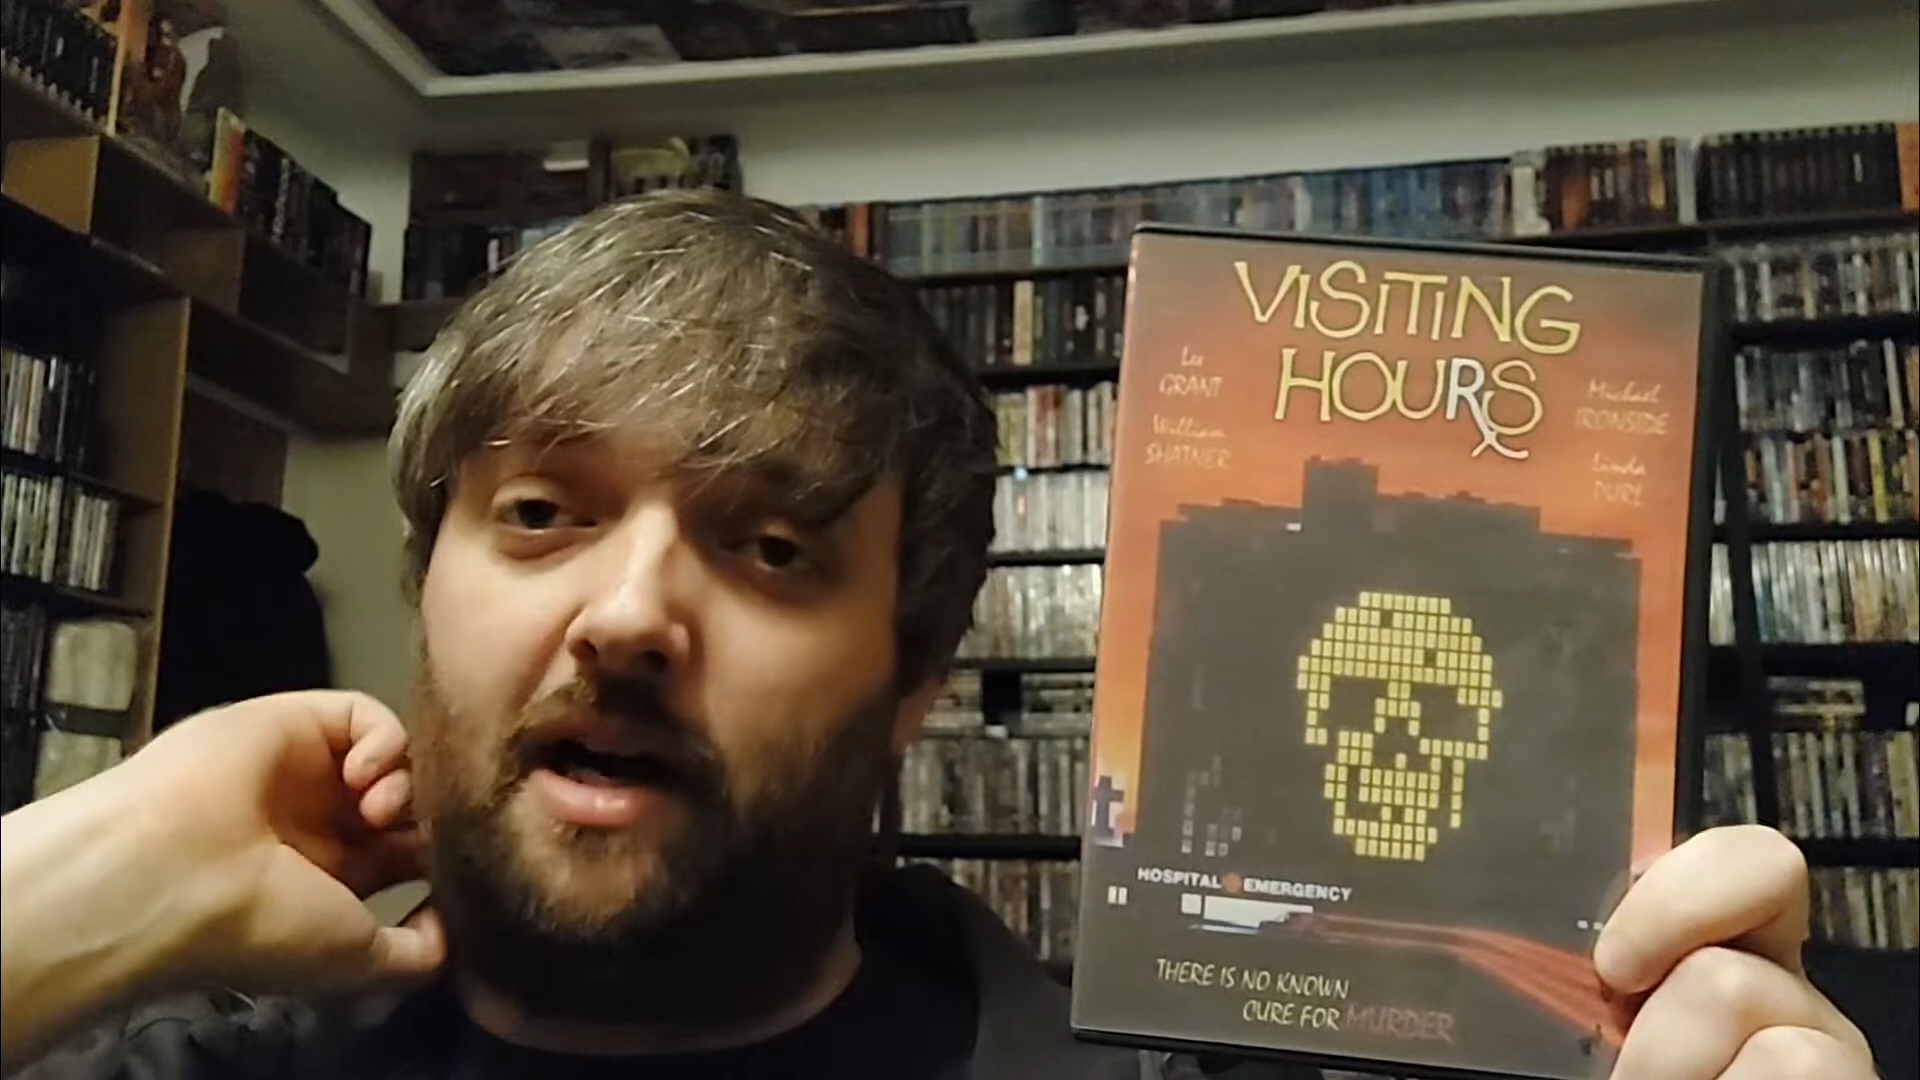 VISITING
HOURS
Lee
GRANT
William
SHATNER
Michael
IRONSIDE
Linda
PURL
HOSPITAL EMERGENCY
THERE IS NO KNOWN
CURE FOR MURDER